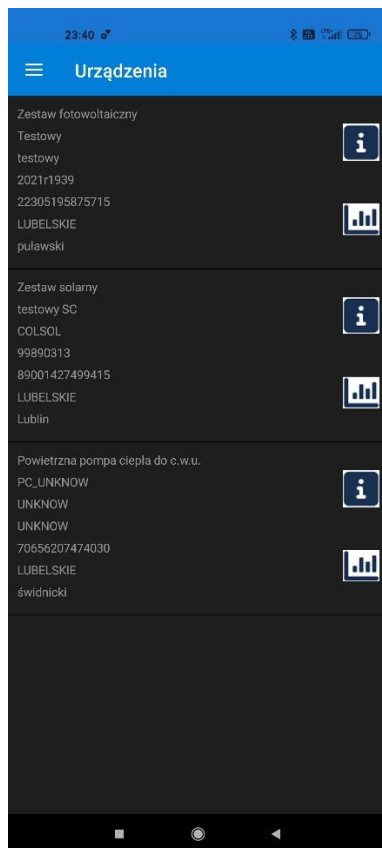 23:40
75
Urządzenia
Zestaw fotowoltaiczny
Testowy
testowy
2021r1939
22305195875715
LUBELSKIE
puławski
Zestaw solarny
testowy SC
COLSOL
99890313
89001427499415
LUBELSKIE
Lublin
Powietrzna pompa ciepła do c.w.u.
PC_UNKNOW
UNKNOW
UNKNOW
70656207474030
LUBELSKIE
świdnicki